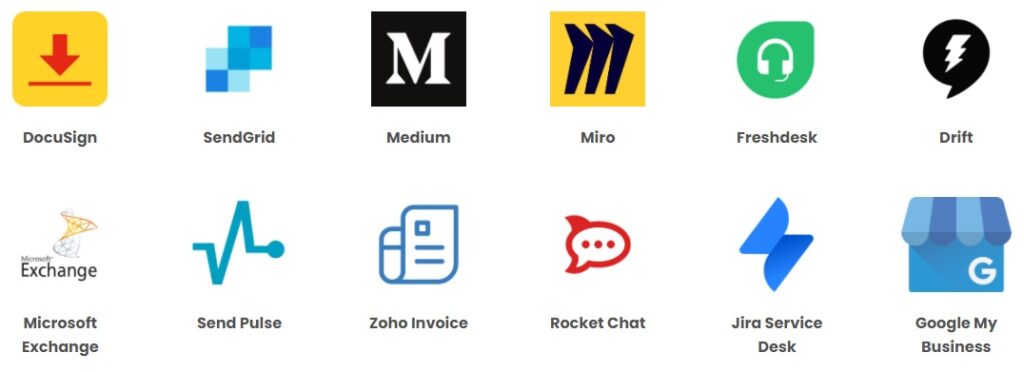 M
DocuSign
SendGrid
Medium
Miro
Freshdesk
Drift
Microsoft
Exchange
G
Microsoft
Exchange
Send Pulse
Zoho Invoice
Rocket Chat
Jira Service
Desk
Google My
Business